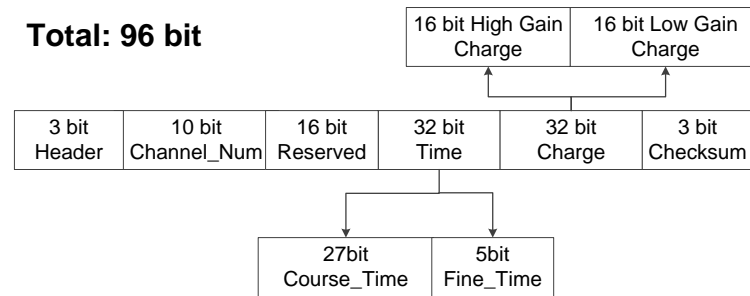 Total: 96 bit
16 bit High Gain
Charge
16 bit Low Gain
Charge
3 bit
Header
10 bit
Channel_Num
16 bit
Reserved
32 bit
Time
32 bit
Charge
3 bit
Checksum
27bit
Course_Time
5bit
Fine_Time